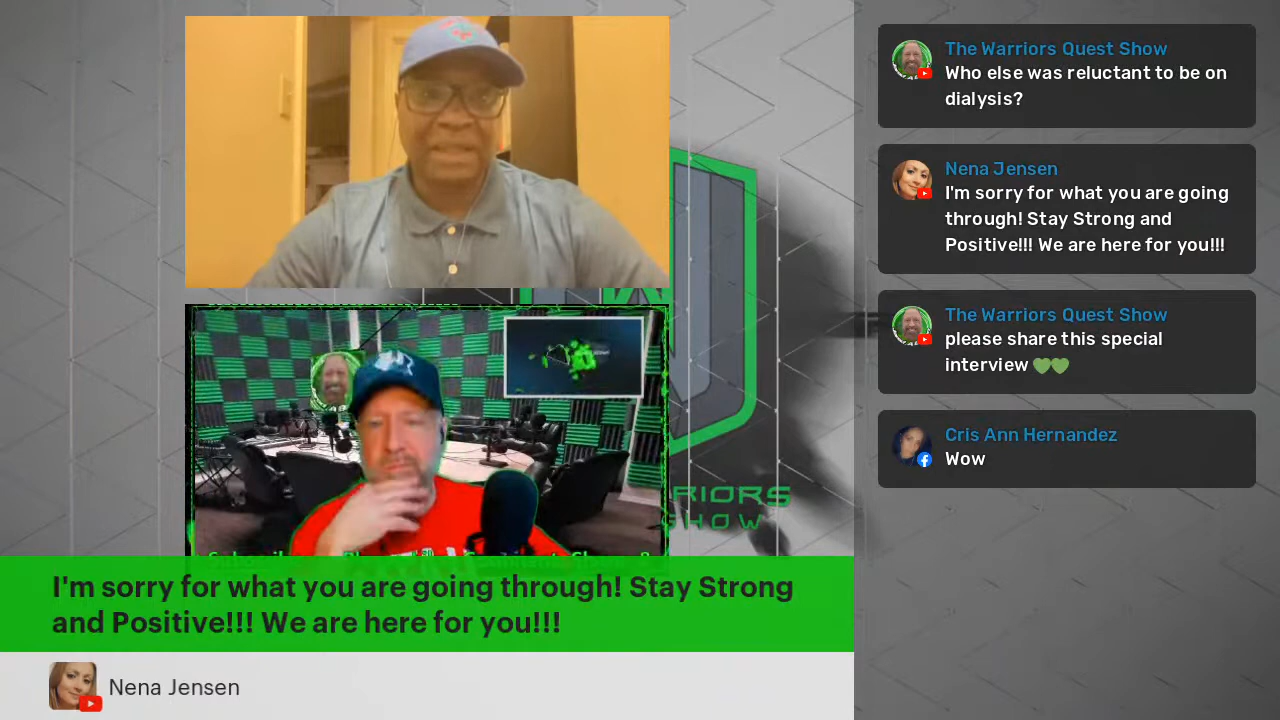 The Warriors Quest Show
Who else was reluctant to be on
dialysis?
Nena Jensen
I'm sorry for what you are going
through! Stay Strong and
Positive!!! We are here for you!!!
The Warriors Quest Show
please share this special
interview 💚💚
Cris Ann Hernandez
Wow
RIORS
SHOW
I'm sorry for what you are going through! Stay Strong
and Positive!!! We are here for you!!!
Nena Jensen